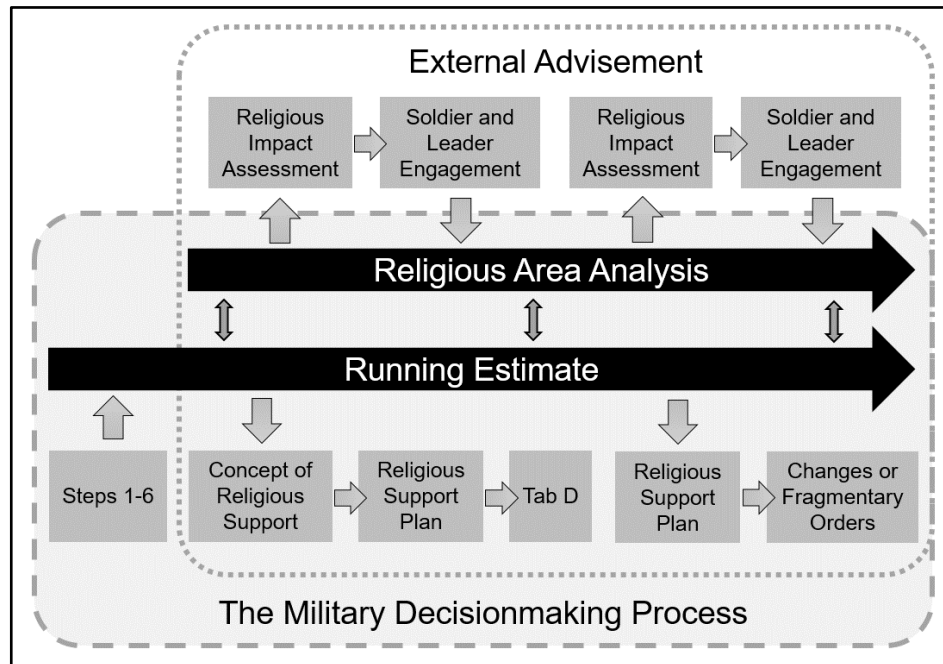 External Advisement
Religious
Impact
Assessment
Soldier and
Leader
Engagement
Religious
Impact
Assessment
Soldier and
Leader
Engagement
Religious Area Analysis
Running Estimate
Steps 1-6
Concept of
Religious
Support
Religious
Support
Plan
Tab D
Religious
Support
Plan
Changes or
Fragmentary
Orders
The Military Decisionmaking Process